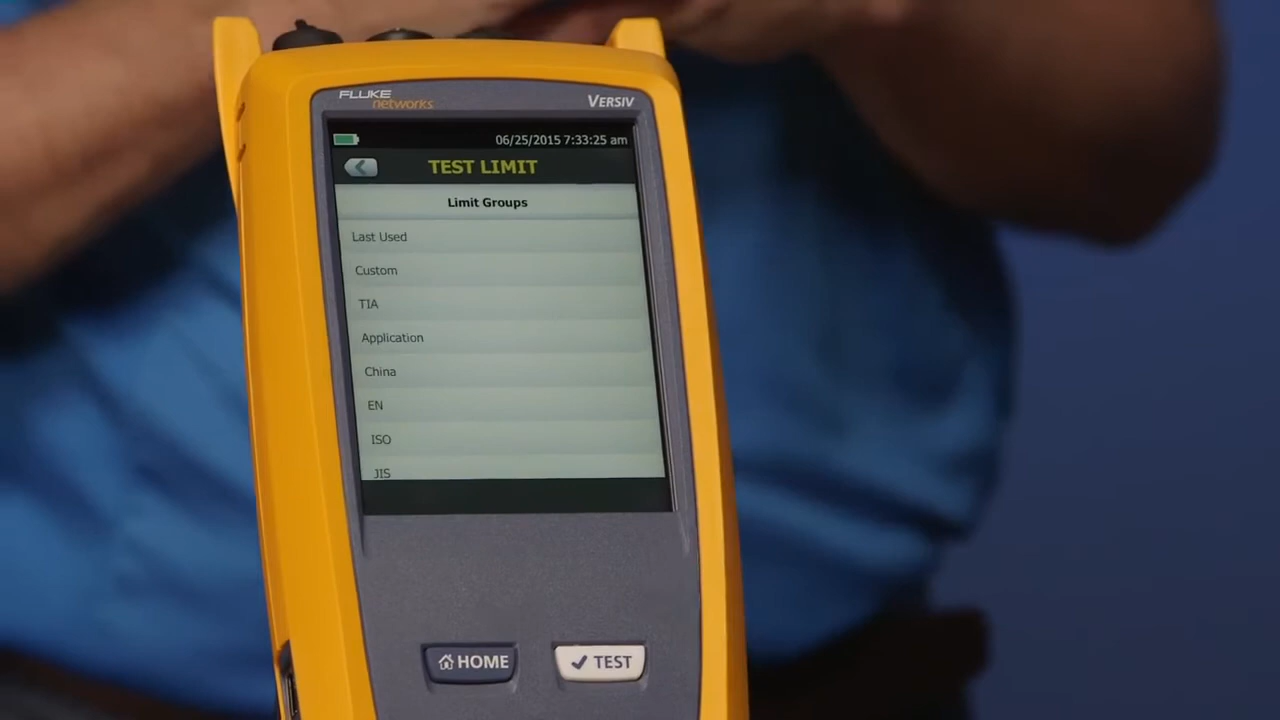 FLUKE
networks
VERSIV
06/25/2015 7:33:25 am
TEST LIMIT
Limit Groups
Last Used
Custom
TIA
Application
China
EN
ISO
JIS
HOME
TEST